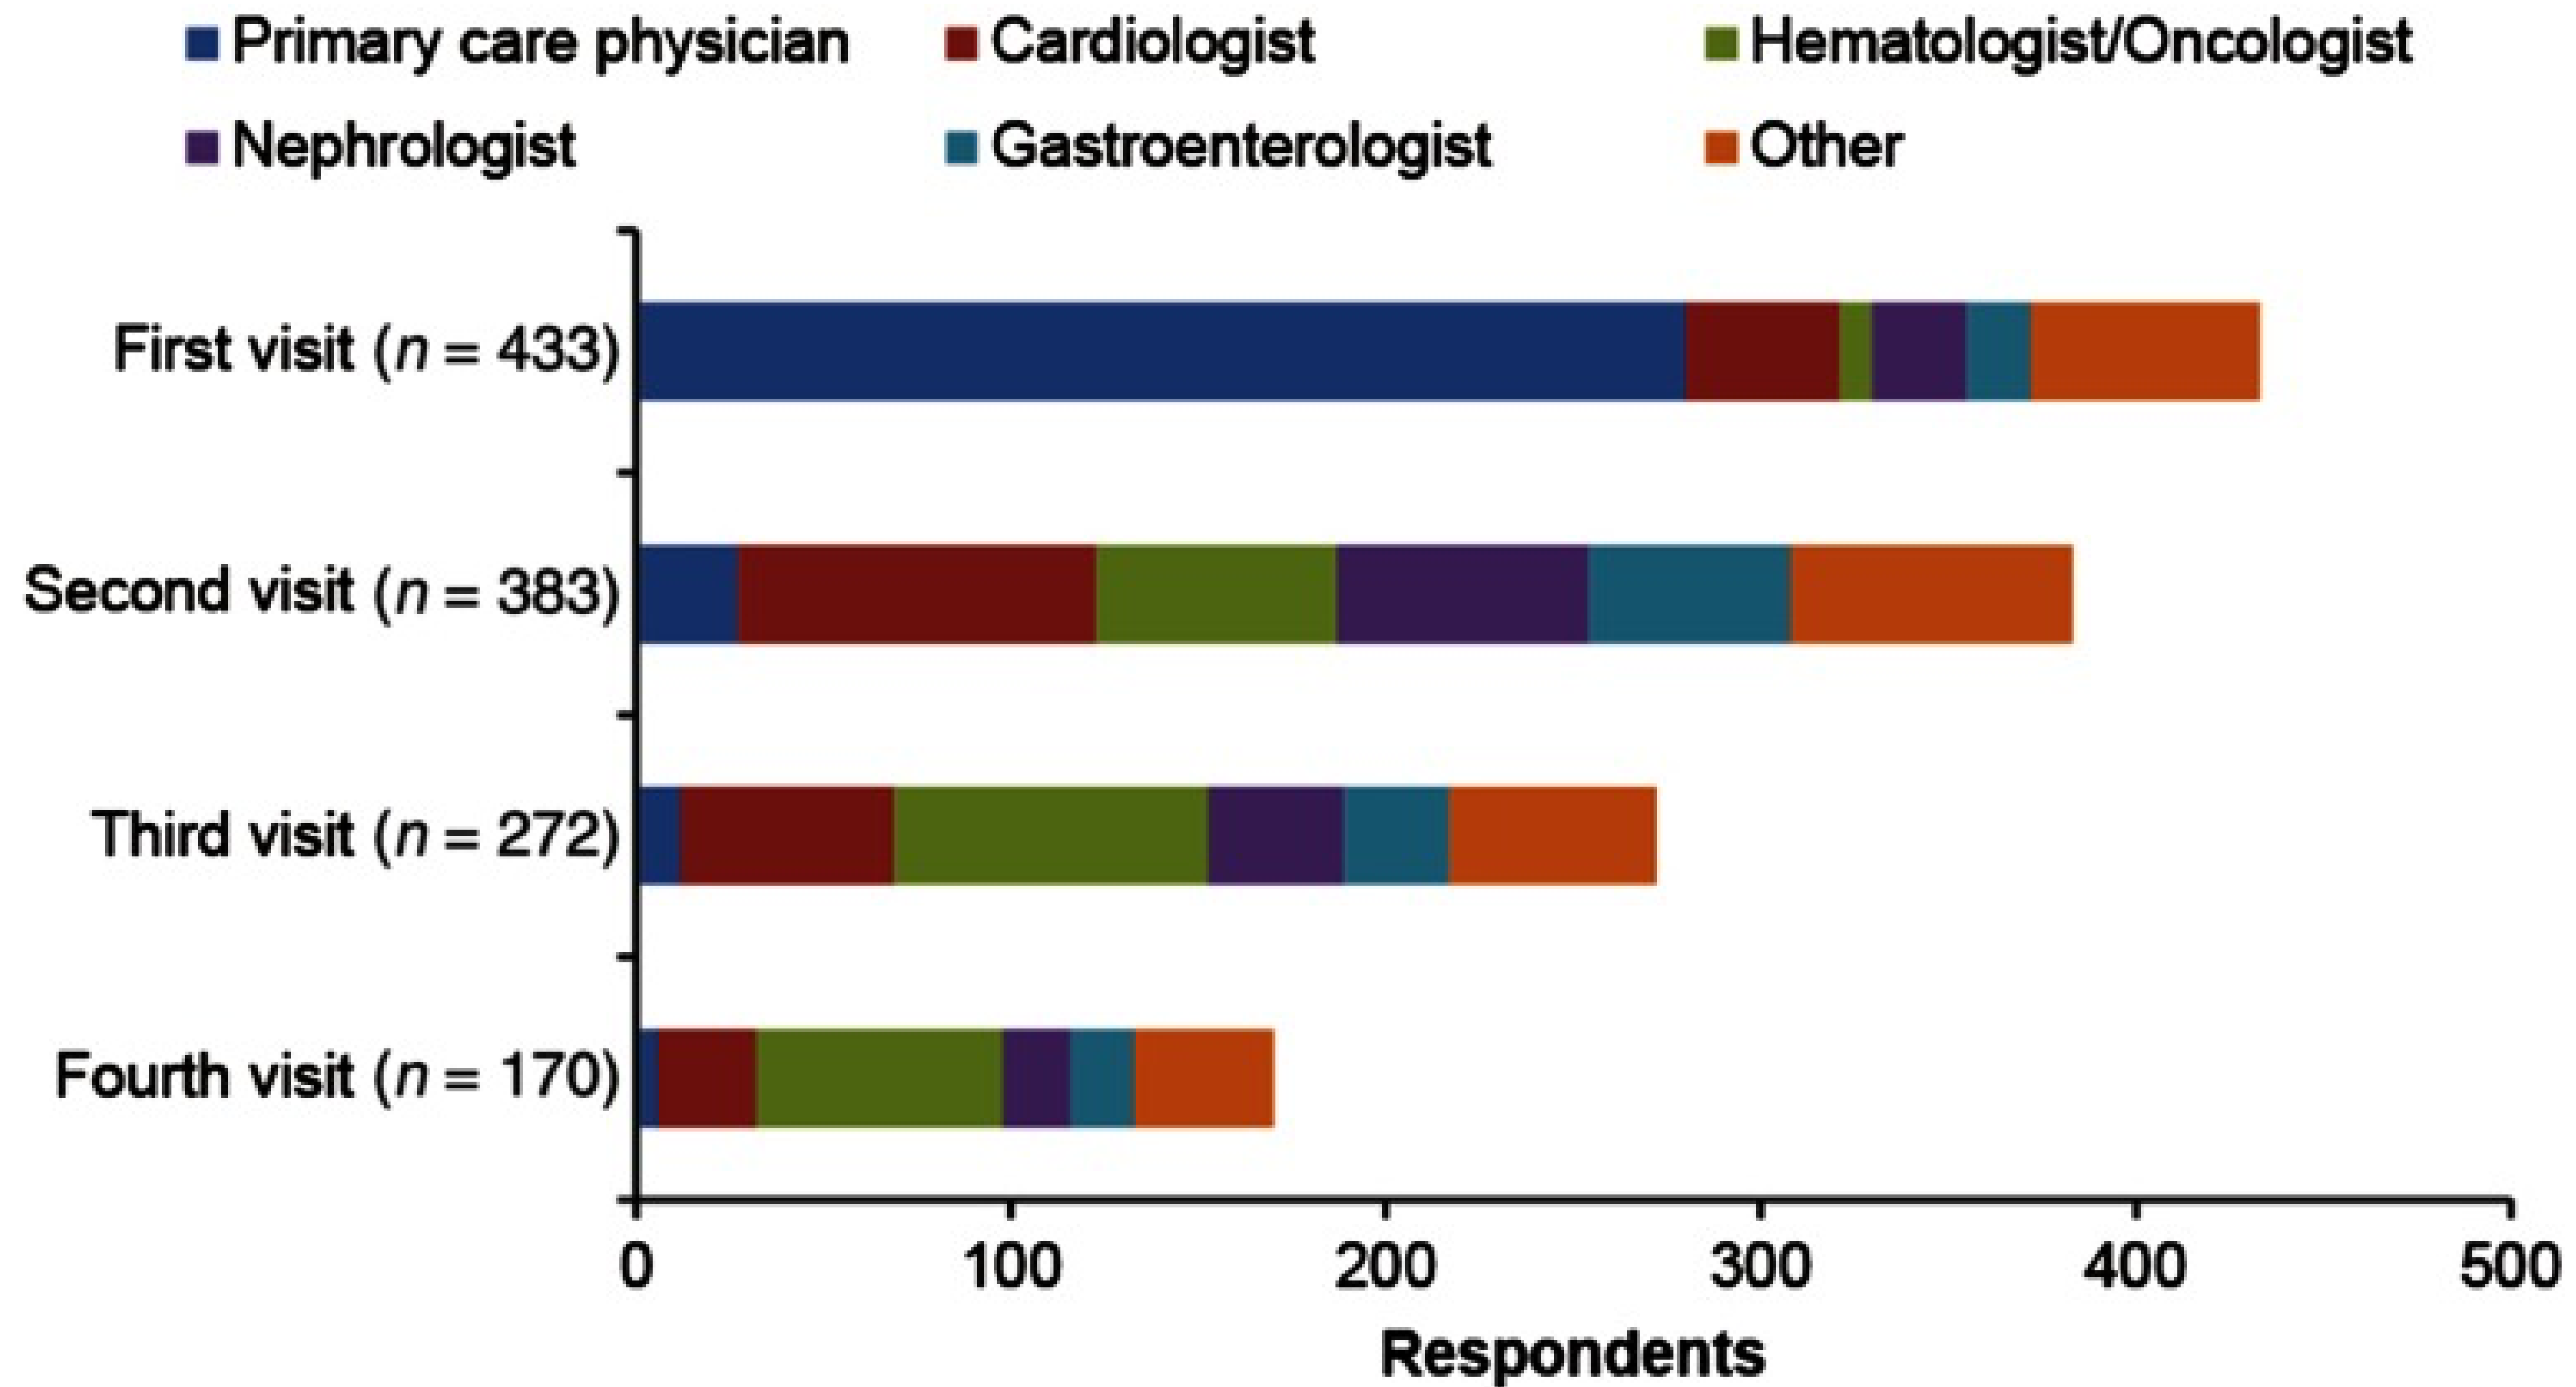 Primary care physician Cardiologist Hematologist/Oncologist
Nephrologist Gastroenterologist Other
First visit (n = 433)
Second visit (n = 383)
Third visit (n = 272)
Fourth visit (n = 170)
0 100 200 300 400 500
Respondents